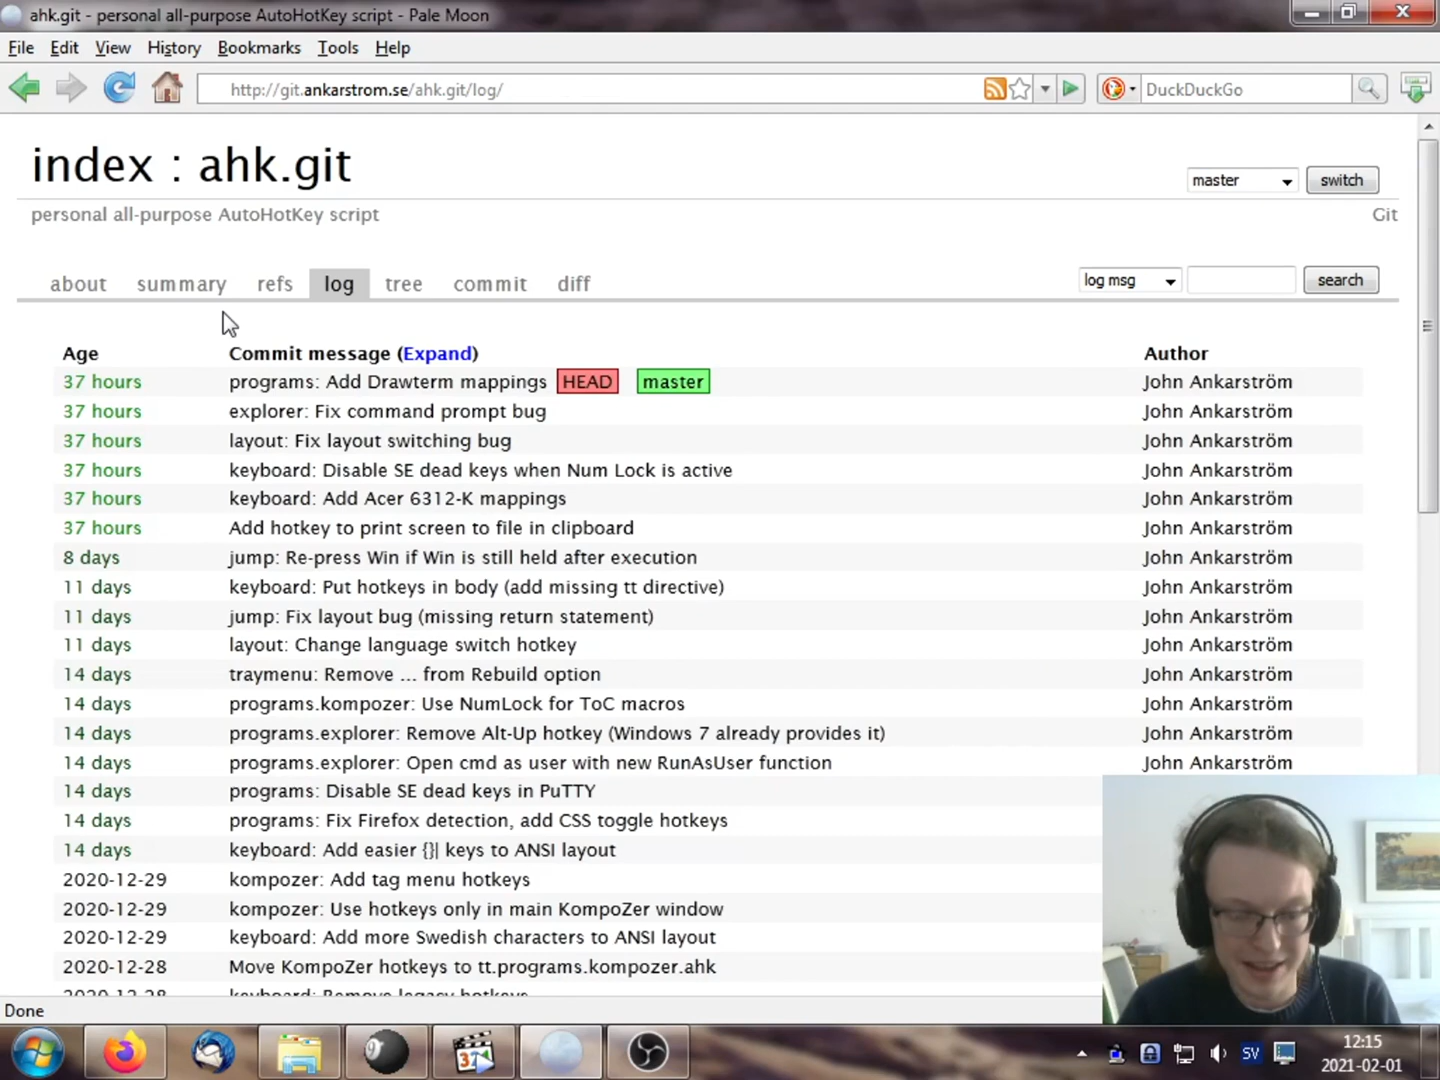 ahk.git - personal all-purpose AutoHotKey script - Pale Moon
File Edit View History Bookmarks Tools Help
http://git.ankarstrom.se/ahk.git/log/ DuckDuckGo
index : ahk.git
master switch
personal all-purpose AutoHotKey script Git
about summary refs log tree commit diff log msg search
Age Commit message (Expand) Author
37 hours programs: Add Drawterm mappings HEAD master John Ankarström
37 hours explorer: Fix command prompt bug John Ankarström
37 hours layout: Fix layout switching bug John Ankarström
37 hours keyboard: Disable SE dead keys when Num Lock is active John Ankarström
37 hours keyboard: Add Acer 6312-K mappings John Ankarström
37 hours Add hotkey to print screen to file in clipboard John Ankarström
8 days jump: Re-press Win if Win is still held after execution John Ankarström
11 days keyboard: Put hotkeys in body (add missing tt directive) John Ankarström
11 days jump: Fix layout bug (missing return statement) John Ankarström
11 days layout: Change language switch hotkey John Ankarström
14 days traymenu: Remove ... from Rebuild option John Ankarström
14 days programs.kompozer: Use NumLock for ToC macros John Ankarström
14 days programs.explorer: Remove Alt-Up hotkey (Windows 7 already provides it) John Ankarström
14 days programs.explorer: Open cmd as user with new RunAsUser function John Ankarström
14 days programs: Disable SE dead keys in PuTTY
14 days programs: Fix Firefox detection, add CSS toggle hotkeys
14 days keyboard: Add easier {}| keys to ANSI layout
2020-12-29 kompozer: Add tag menu hotkeys
2020-12-29 kompozer: Use hotkeys only in main KompoZer window
2020-12-29 keyboard: Add more Swedish characters to ANSI layout
2020-12-28 Move KompoZer hotkeys to tt.programs.kompozer.ahk
2020-12-28 keyboard: Remove legacy hotkeys
Done
SV 12:15
2021-02-01